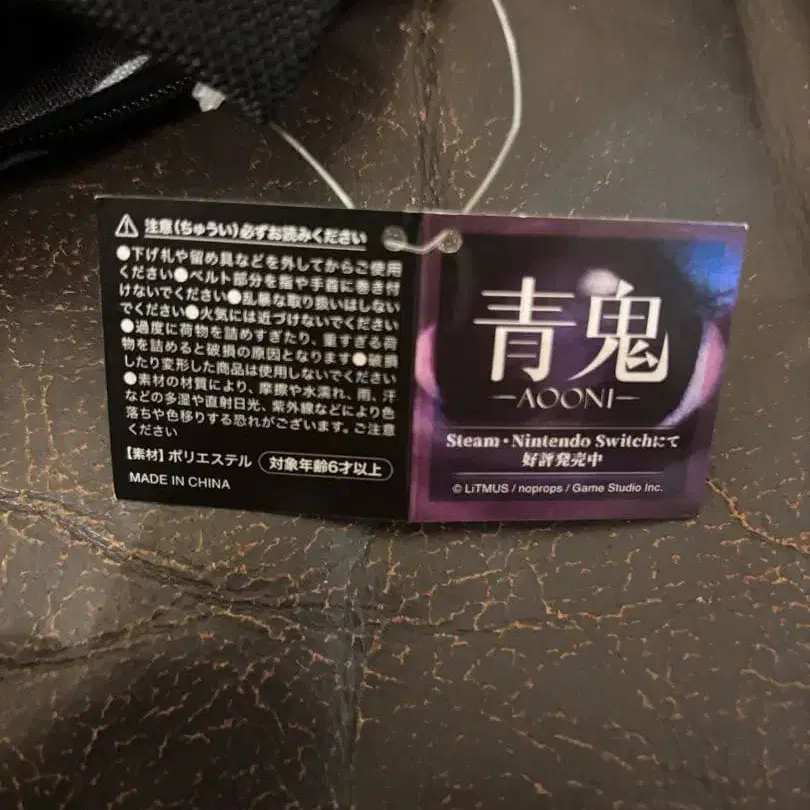 ⚠ 注意(ちゅうい)必ずお読みください
●下げ札や留め具などを外してからご使用
ください●ベルト部分を指や手首に巻き付
けないでください●乱暴な取り扱いはしない
でください●火気には近づけないでください
●過度に荷物を詰めすぎたり、重すぎる荷
物を詰めると破損の原因となります●破損
したり変形した商品は使用しないでください
●素材の材質により、摩擦や水濡れ、雨、汗
などの多湿や直射日光、紫外線などにより色
落ちや色移りする恐れがございます。ご注意
ください
【素材】ポリエステル 対象年齢6才以上
MADE IN CHINA
青鬼
—AOONI—
Steam・Nintendo Switchにて
好評発売中
© LiTMUS / noprops / Game Studio Inc.